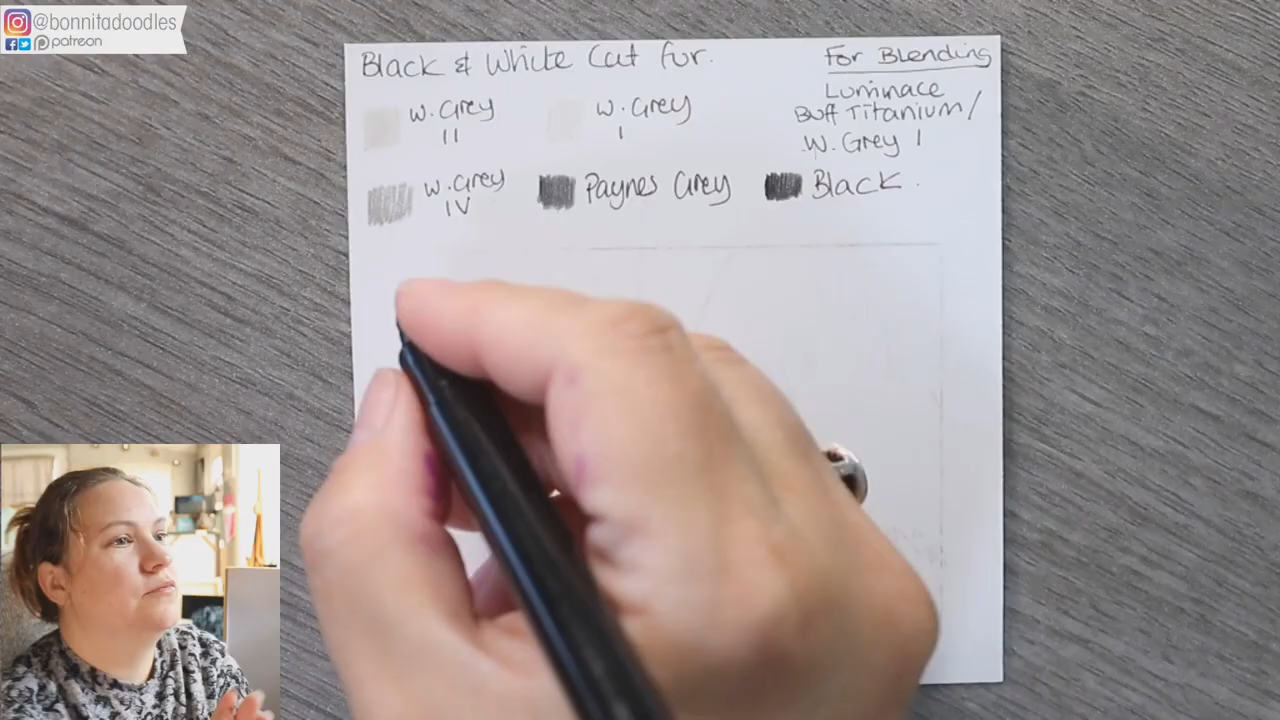 @bonnitadoodles
patreon
Black & White Cat fur.
For Blending
Luminace
Buff Titanium/
W. Grey I
W. Grey
II
W. Grey
I
W. Grey
IV
Paynes Grey
Black.